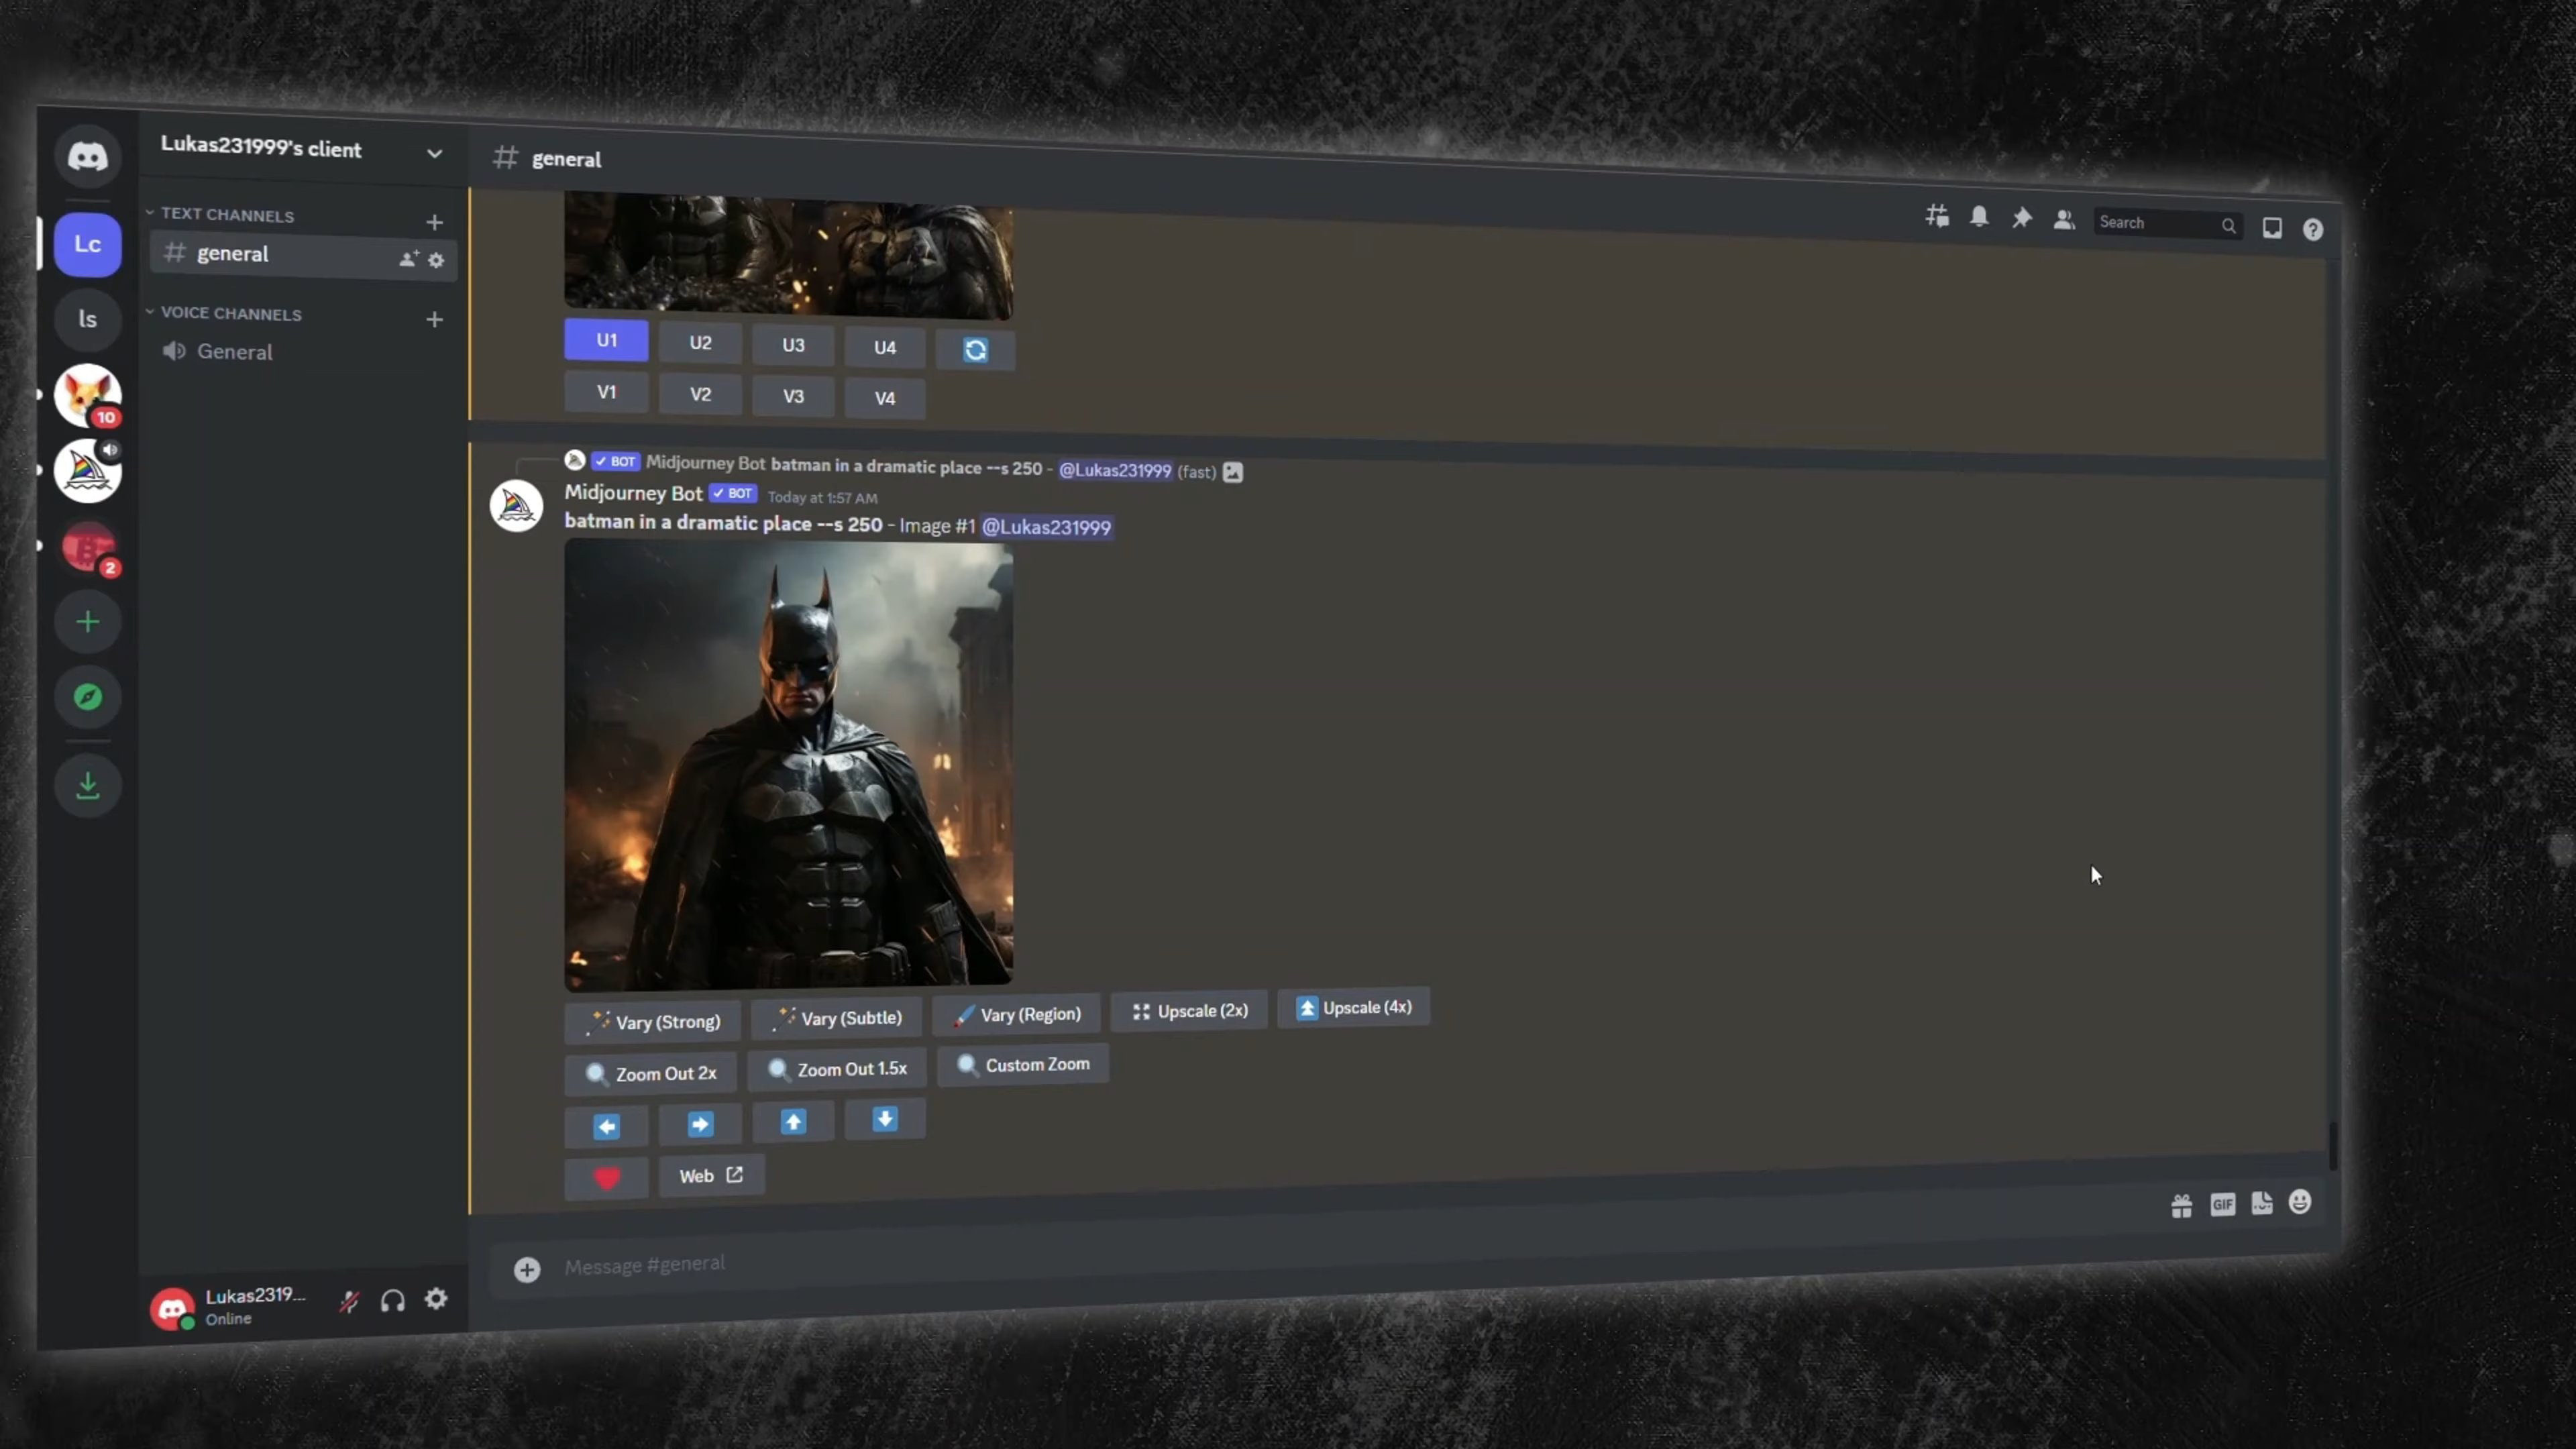 Lukas231999's client
Lc
ls
10
2
TEXT CHANNELS
general
VOICE CHANNELS
General
Lukas2319...
Online
# general
Search
U1 U2 U3 U4
V1 V2 V3 V4
✓ BOT Midjourney Bot batman in a dramatic place --s 250 - @Lukas231999 (fast)
Midjourney Bot ✓ BOT Today at 1:57 AM
batman in a dramatic place --s 250 - Image #1 @Lukas231999
Vary (Strong) Vary (Subtle) Vary (Region) Upscale (2x) Upscale (4x)
Zoom Out 2x Zoom Out 1.5x Custom Zoom
Web
Message #general
GIF